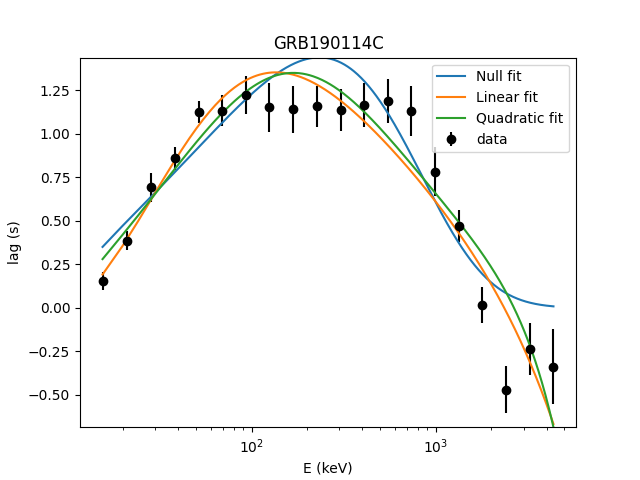 GRB190114C
Null fit
Linear fit
Quadratic fit
data
lag (s)
1.25
1.00
0.75
0.50
0.25
0.00
−0.25
−0.50
10²
10³
E (keV)